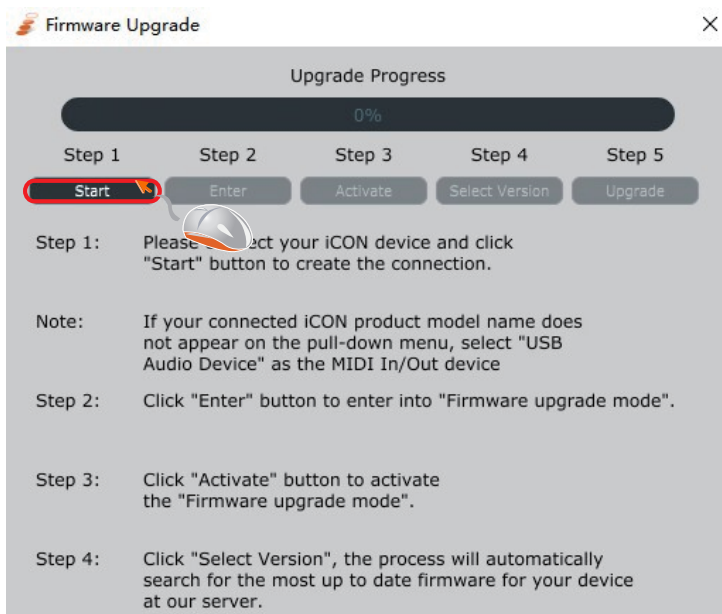 Firmware Upgrade
Upgrade Progress
0%
Step 1 Step 2 Step 3 Step 4 Step 5
Start Enter Activate Select Version Upgrade
Step 1: Please ect your iCON device and click
"Start" button to create the connection.
Note: If your connected iCON product model name does
not appear on the pull-down menu, select "USB
Audio Device" as the MIDI In/Out device
Step 2: Click "Enter" button to enter into "Firmware upgrade mode".
Step 3: Click "Activate" button to activate
the "Firmware upgrade mode".
Step 4: Click "Select Version", the process will automatically
search for the most up to date firmware for your device
at our server.